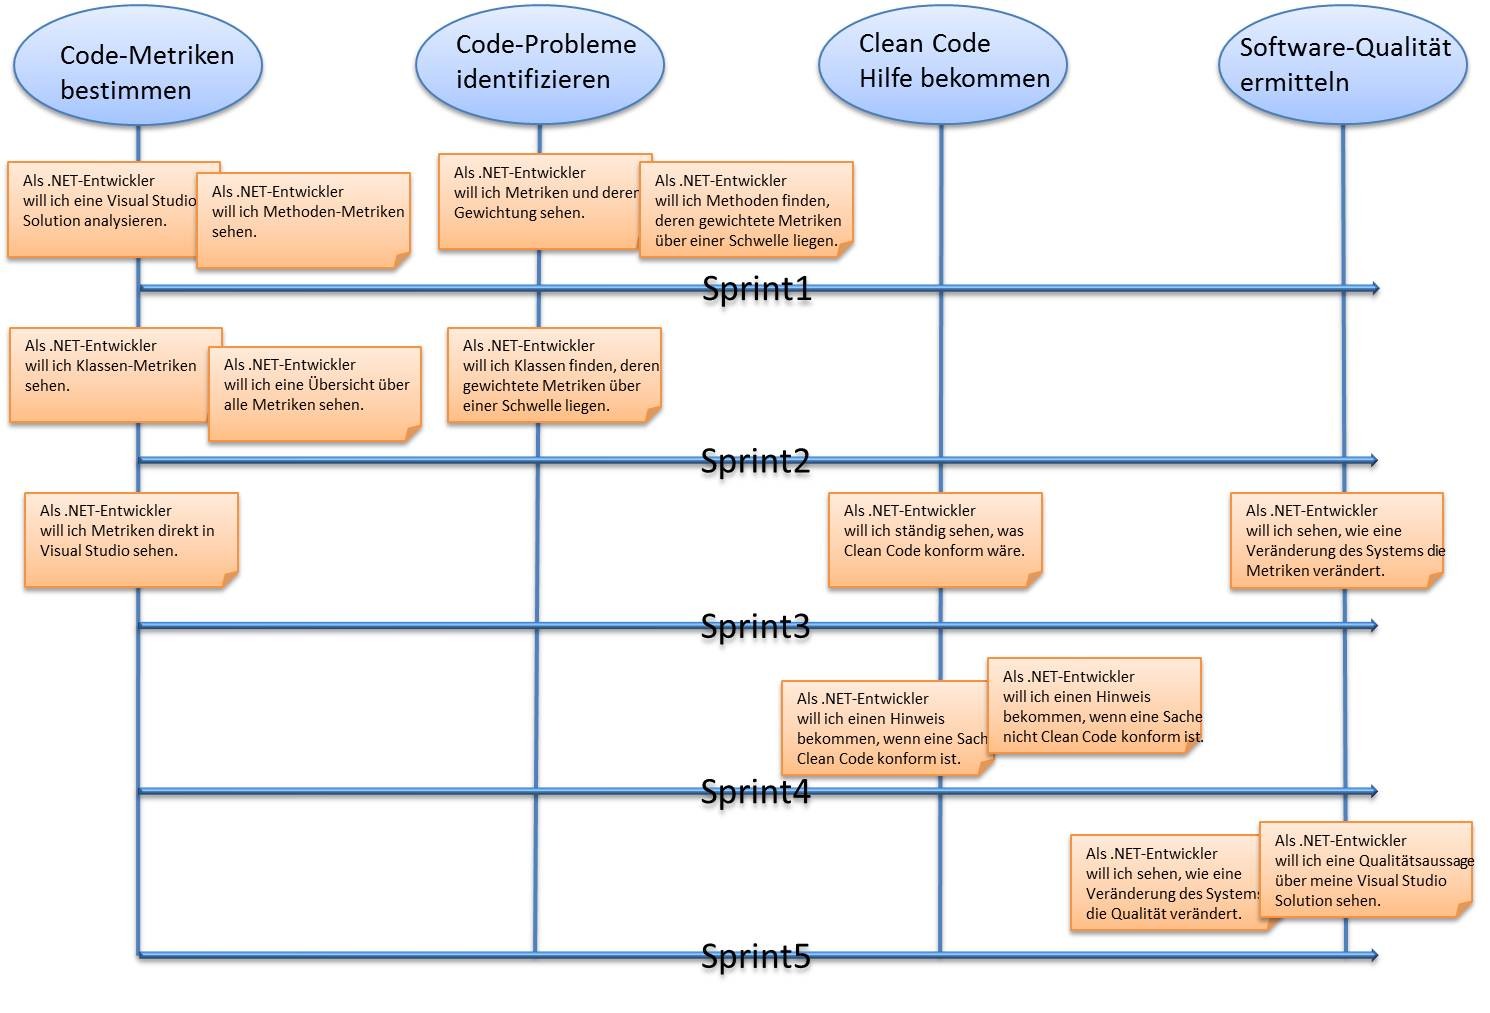 Code-Metriken
bestimmen
Code-Probleme
identifizieren
Clean Code
Hilfe bekommen
Software-Qualität
ermitteln
Als .NET-Entwickler
will ich eine Visual Studio
Solution analysieren.
Als .NET-Entwickler
will ich Methoden-Metriken
sehen.
Als .NET-Entwickler
will ich Metriken und deren
Gewichtung sehen.
Als .NET-Entwickler
will ich Methoden finden,
deren gewichtete Metriken
über einer Schwelle liegen.
Sprint1
Als .NET-Entwickler
will ich Klassen-Metriken
sehen.
Als .NET-Entwickler
will ich eine Übersicht über
alle Metriken sehen.
Als .NET-Entwickler
will ich Klassen finden, deren
gewichtete Metriken über
einer Schwelle liegen.
Sprint2
Als .NET-Entwickler
will ich Metriken direkt in
Visual Studio sehen.
Als .NET-Entwickler
will ich ständig sehen, was
Clean Code konform wäre.
Als .NET-Entwickler
will ich sehen, wie eine
Veränderung des Systems die
Metriken verändert.
Sprint3
Als .NET-Entwickler
will ich einen Hinweis
bekommen, wenn eine Sach
Clean Code konform ist.
Als .NET-Entwickler
will ich einen Hinweis
bekommen, wenn eine Sache
nicht Clean Code konform ist.
Sprint4
Als .NET-Entwickler
will ich sehen, wie eine
Veränderung des Systems
die Qualität verändert.
Als .NET-Entwickler
will ich eine Qualitätsaussage
über meine Visual Studio
Solution sehen.
Sprint5